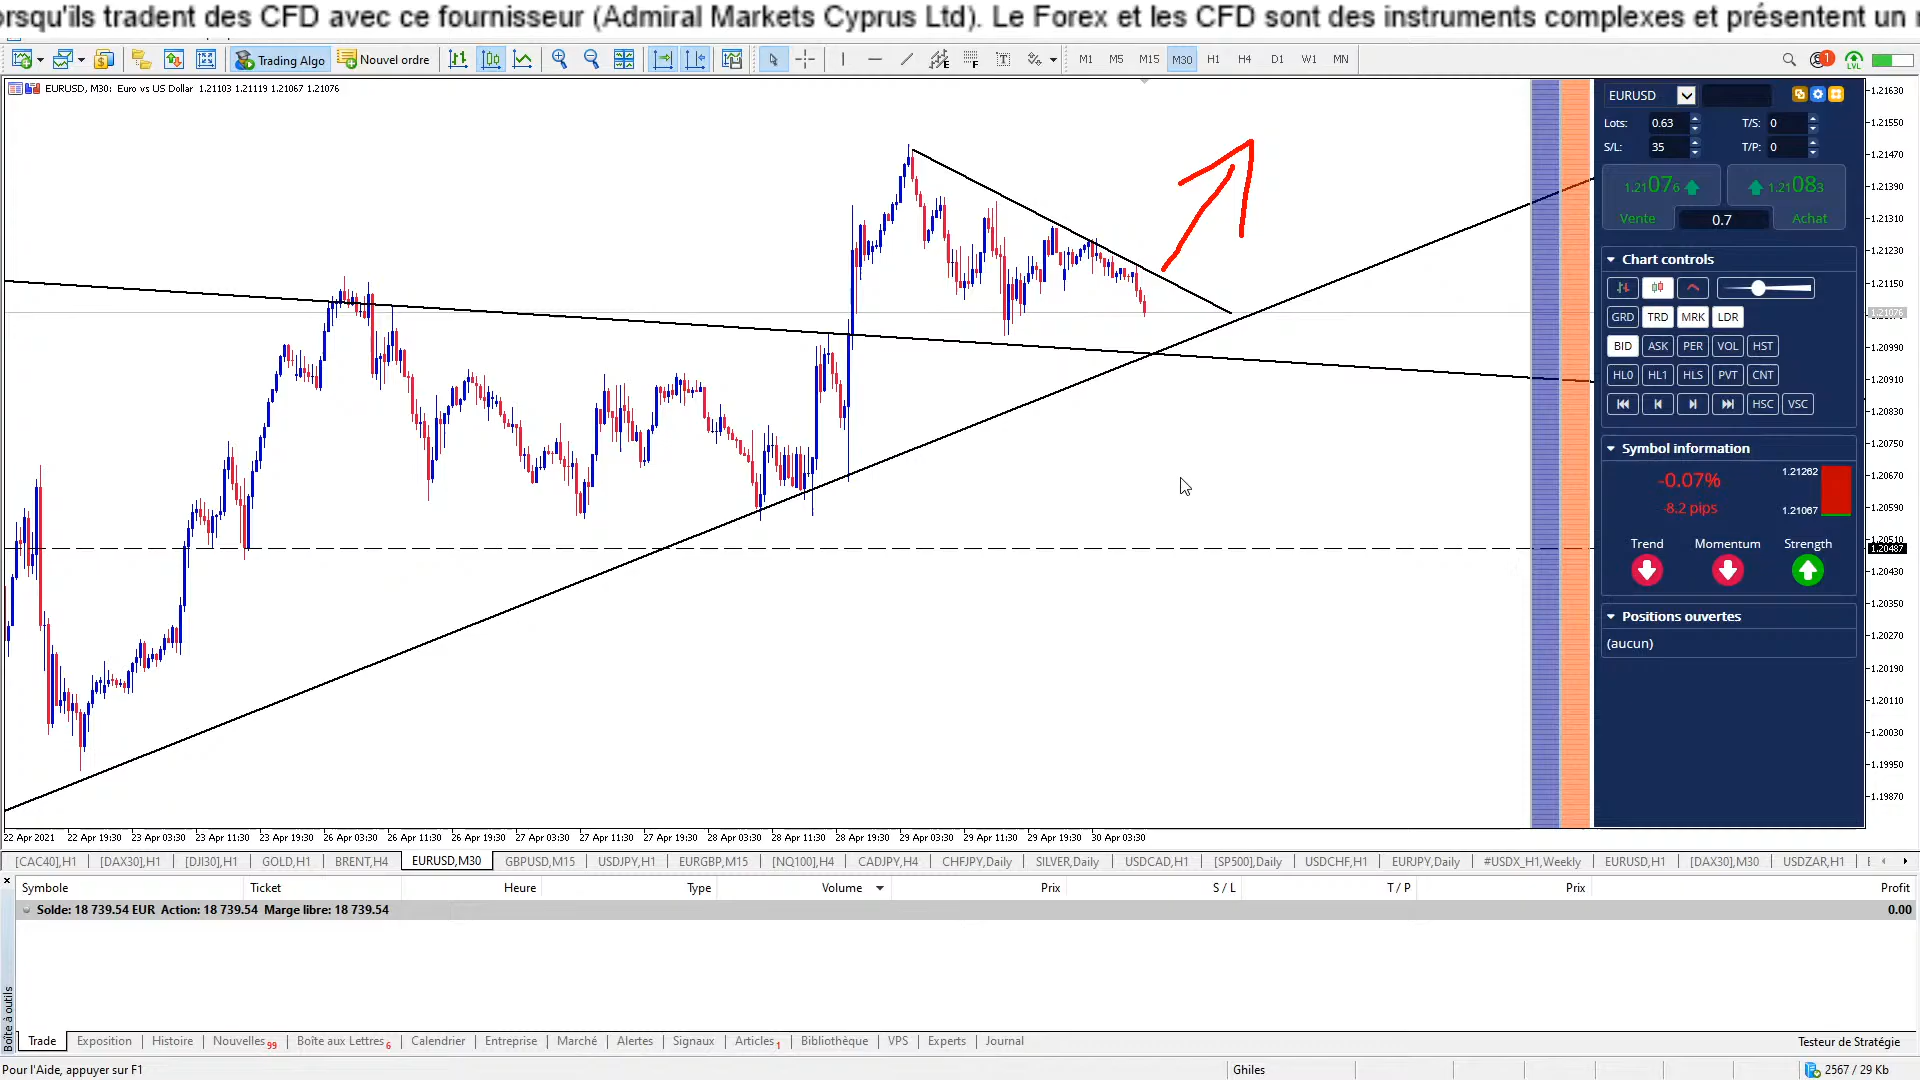 orsqu'ils tradent des CFD avec ce fournisseur (Admiral Markets Cyprus Ltd). Le Forex et les CFD sont des instruments complexes et présentent un
Trading Algo Nouvel ordre M1 M5 M15 M30 H1 H4 D1 W1 MN 1
EURUSD, M30: Euro vs US Dollar 1.21103 1.21119 1.21067 1.21076
EURUSD
Lots: 0.63 T/S: 0
S/L: 35 T/P: 0
1.21076 1.21083
Vente 0.7 Achat
Chart controls
GRD TRD MRK LDR
BID ASK PER VOL HST
HL0 HL1 HLS PVT CNT
HSC VSC
Symbol information
-0.07% 1.21262
-8.2 pips 1.21067
Trend Momentum Strength
Positions ouvertes
(aucun)
1.21630
1.21550
1.21470
1.21390
1.21310
1.21230
1.21150
1.21076
1.20990
1.20910
1.20830
1.20750
1.20670
1.20590
1.20510
1.20487
1.20430
1.20350
1.20270
1.20190
1.20110
1.20030
1.19950
1.19870
22 Apr 2021 22 Apr 19:30 23 Apr 03:30 23 Apr 11:30 23 Apr 19:30 26 Apr 03:30 26 Apr 11:30 26 Apr 19:30 27 Apr 03:30 27 Apr 11:30 27 Apr 19:30 28 Apr 03:30 28 Apr 11:30 28 Apr 19:30 29 Apr 03:30 29 Apr 11:30 29 Apr 19:30 30 Apr 03:30
[CAC40],H1 [DAX30],H1 [DJI30],H1 GOLD,H1 BRENT,H4 EURUSD,M30 GBPUSD,M15 USDJPY,H1 EURGBP,M15 [NQ100],H4 CADJPY,H4 CHFJPY,Daily SILVER,Daily USDCAD,H1 [SP500],Daily USDCHF,H1 EURJPY,Daily #USDX_H1,Weekly EURUSD,H1 [DAX30],M30 USDZAR,H1
Symbole Ticket Heure Type Volume Prix S / L T / P Prix Profit
Solde: 18 739.54 EUR Action: 18 739.54 Marge libre: 18 739.54 0.00
Boîte à outils
Trade Exposition Histoire Nouvelles 99 Boîte aux Lettres 6 Calendrier Entreprise Marché Alertes Signaux Articles 1 Bibliothèque VPS Experts Journal Testeur de Stratégie
Pour l'Aide, appuyer sur F1 Ghiles 2567 / 29 Kb